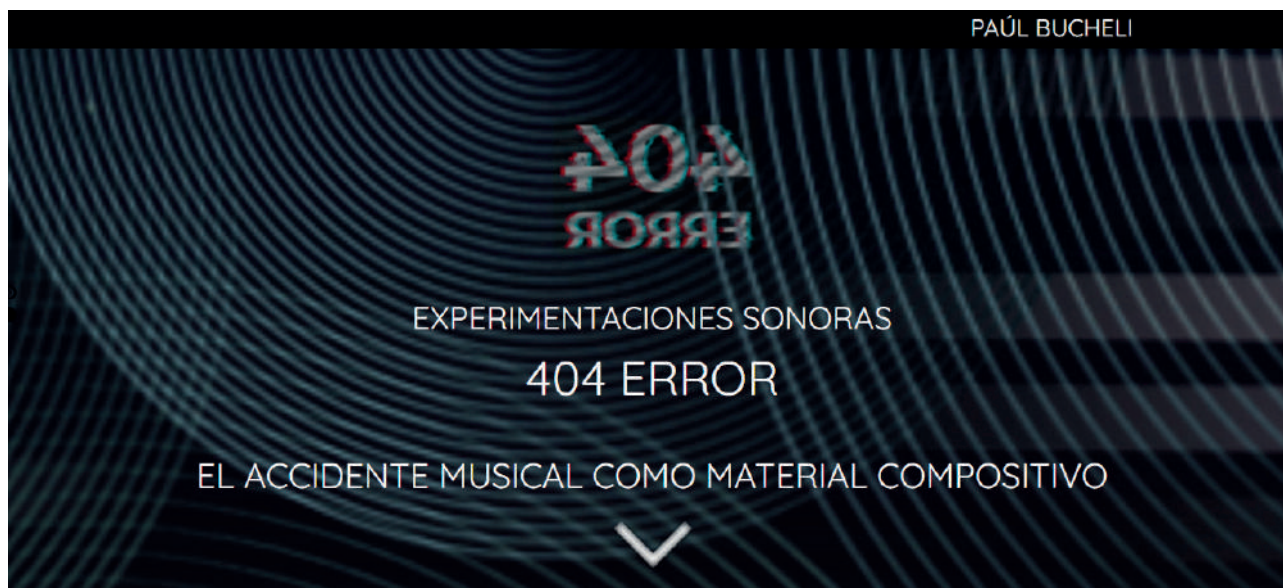 PAÚL BUCHELI
404
ERROR
EXPERIMENTACIONES SONORAS
404 ERROR
EL ACCIDENTE MUSICAL COMO MATERIAL COMPOSITIVO